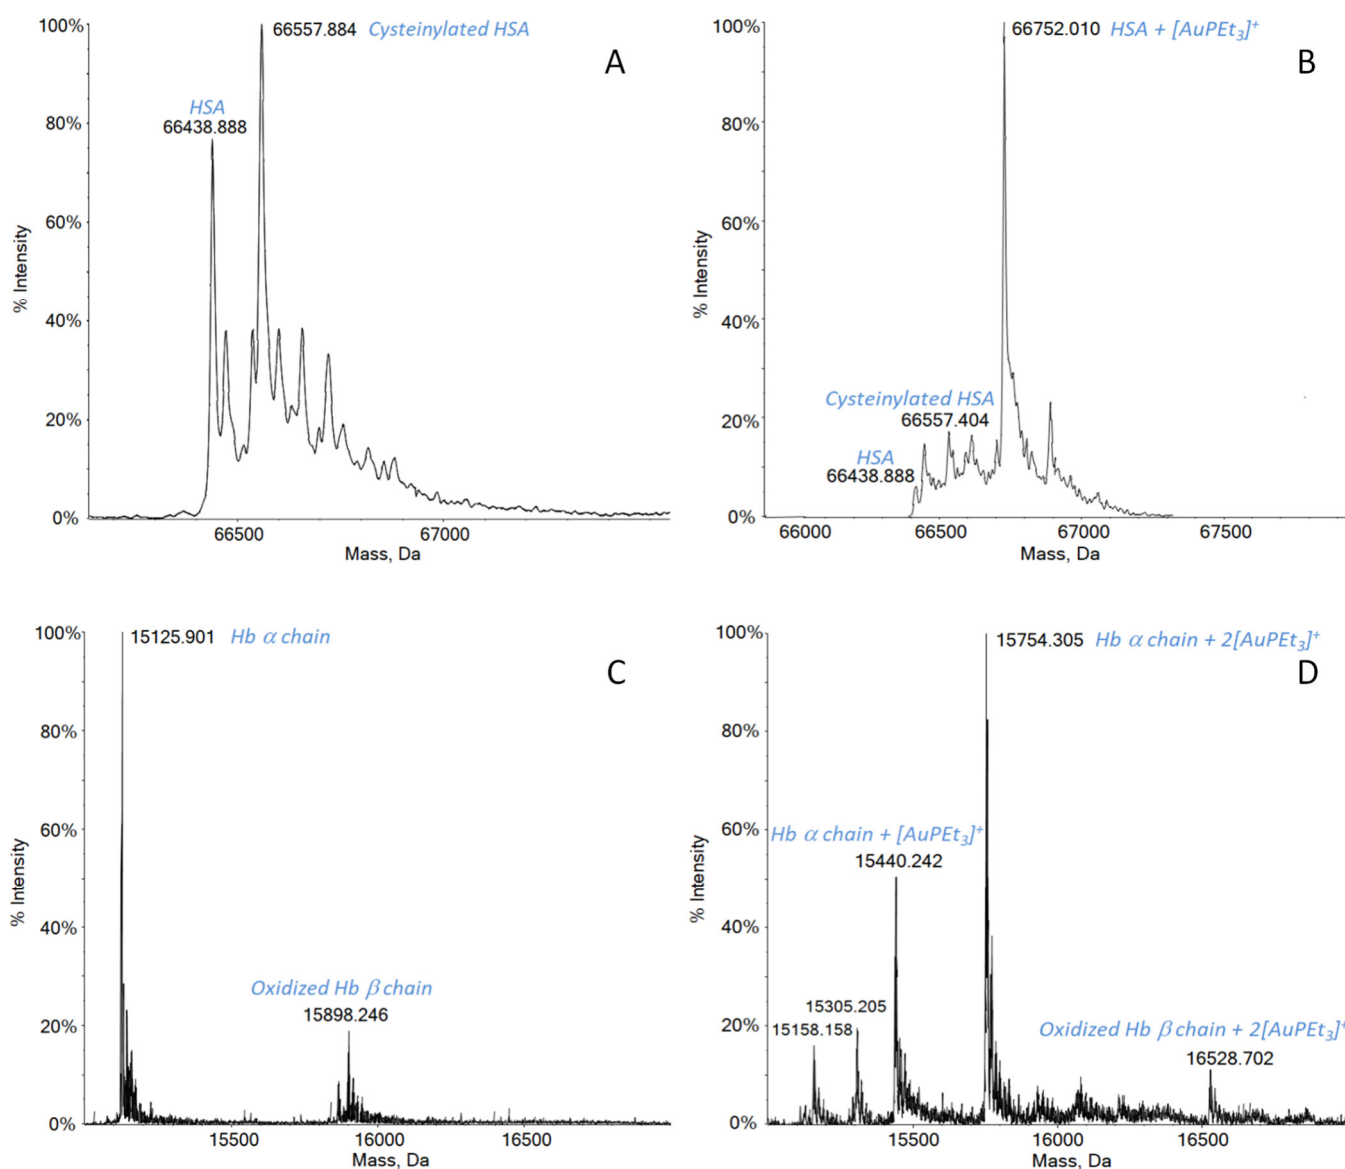 100%
66557.884 Cysteinylated HSA
A
HSA
66438.888
80%
60%
40%
20%
0%
% Intensity
66500
67000
Mass, Da
100%
66752.010 HSA + [AuPEt₃]⁺
B
80%
60%
40%
Cysteinylated HSA
66557.404
20%
HSA
66438.888
0%
% Intensity
66000
66500
67000
67500
Mass, Da
100%
15125.901 Hb α chain
C
80%
60%
40%
Oxidized Hb β chain
15898.246
20%
0%
% Intensity
15500
16000
16500
Mass, Da
100%
15754.305 Hb α chain + 2[AuPEt₃]⁺
D
80%
60%
Hb α chain + [AuPEt₃]⁺
15440.242
40%
15305.205
20%
15158.158
Oxidized Hb β chain + 2[AuPEt₃]⁺
16528.702
0%
% Intensity
15500
16000
16500
Mass, Da